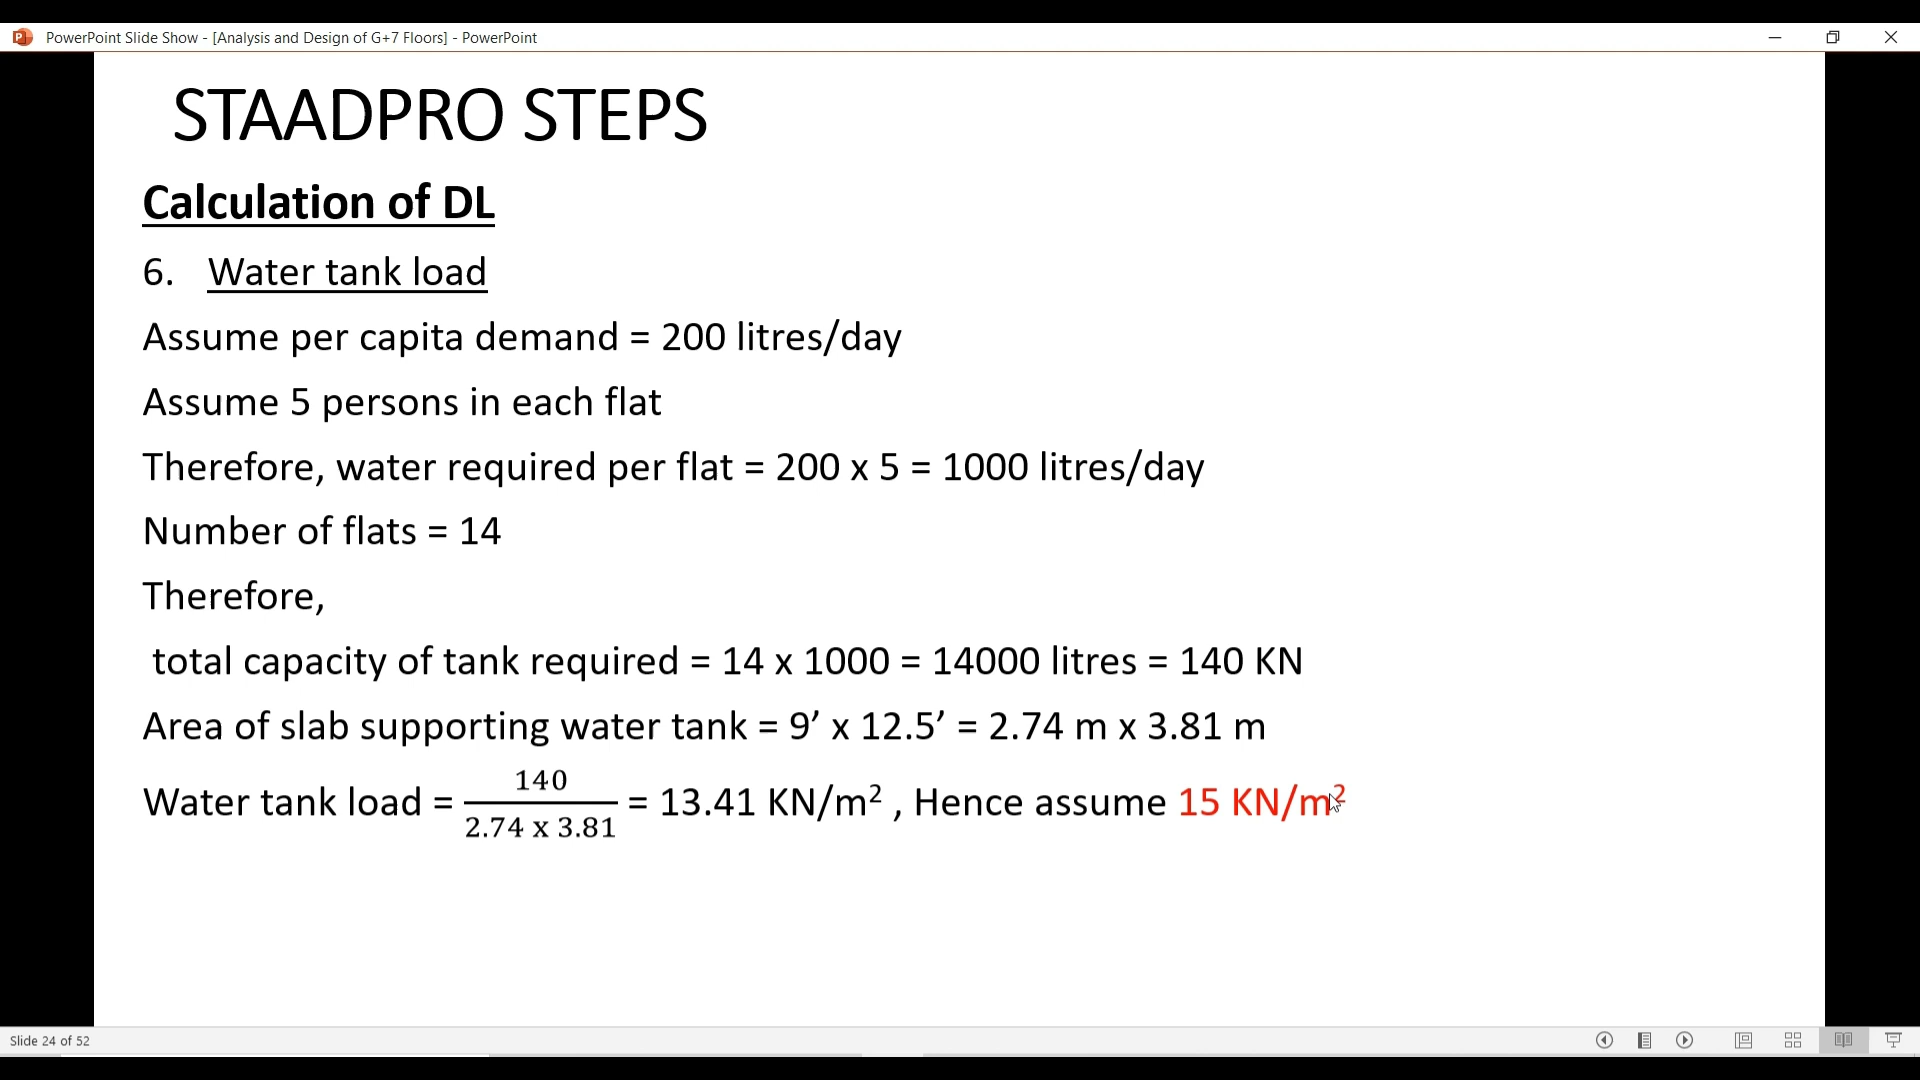 PowerPoint Slide Show - [Analysis and Design of G+7 Floors] - PowerPoint
STAADPRO STEPS
Calculation of DL
6. Water tank load
Assume per capita demand = 200 litres/day
Assume 5 persons in each flat
Therefore, water required per flat = 200 x 5 = 1000 litres/day
Number of flats = 14
Therefore,
total capacity of tank required = 14 x 1000 = 14000 litres = 140 KN
Area of slab supporting water tank = 9’ x 12.5’ = 2.74 m x 3.81 m
Water tank load = 140 / 2.74 x 3.81 = 13.41 KN/m² , Hence assume 15 KN/m²
Slide 24 of 52